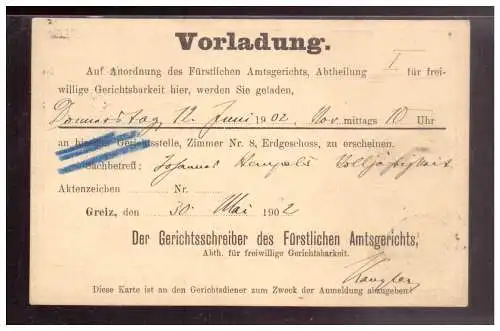 Vorladung.
Auf Anordnung des Fürstlichen Amtsgerichts, Abtheilung I für frei-
willige Gerichtsbarkeit hier, werden Sie geladen,
Donnerstag, 12. Juni 1902, Vormittags 10 Uhr
an hiesiger Gerichtsstelle, Zimmer Nr. 8, Erdgeschoss, zu erscheinen.
Sachbetreff: Johannes Hempels Volljährigkeit
Aktenzeichen Nr.
Greiz, den 30. Mai 1902
Der Gerichtsschreiber des Fürstlichen Amtsgerichts,
Abth. für freiwillige Gerichtsbarkeit.
Diese Karte ist an den Gerichtsdiener zum Zweck der Anmeldung abzugeben.